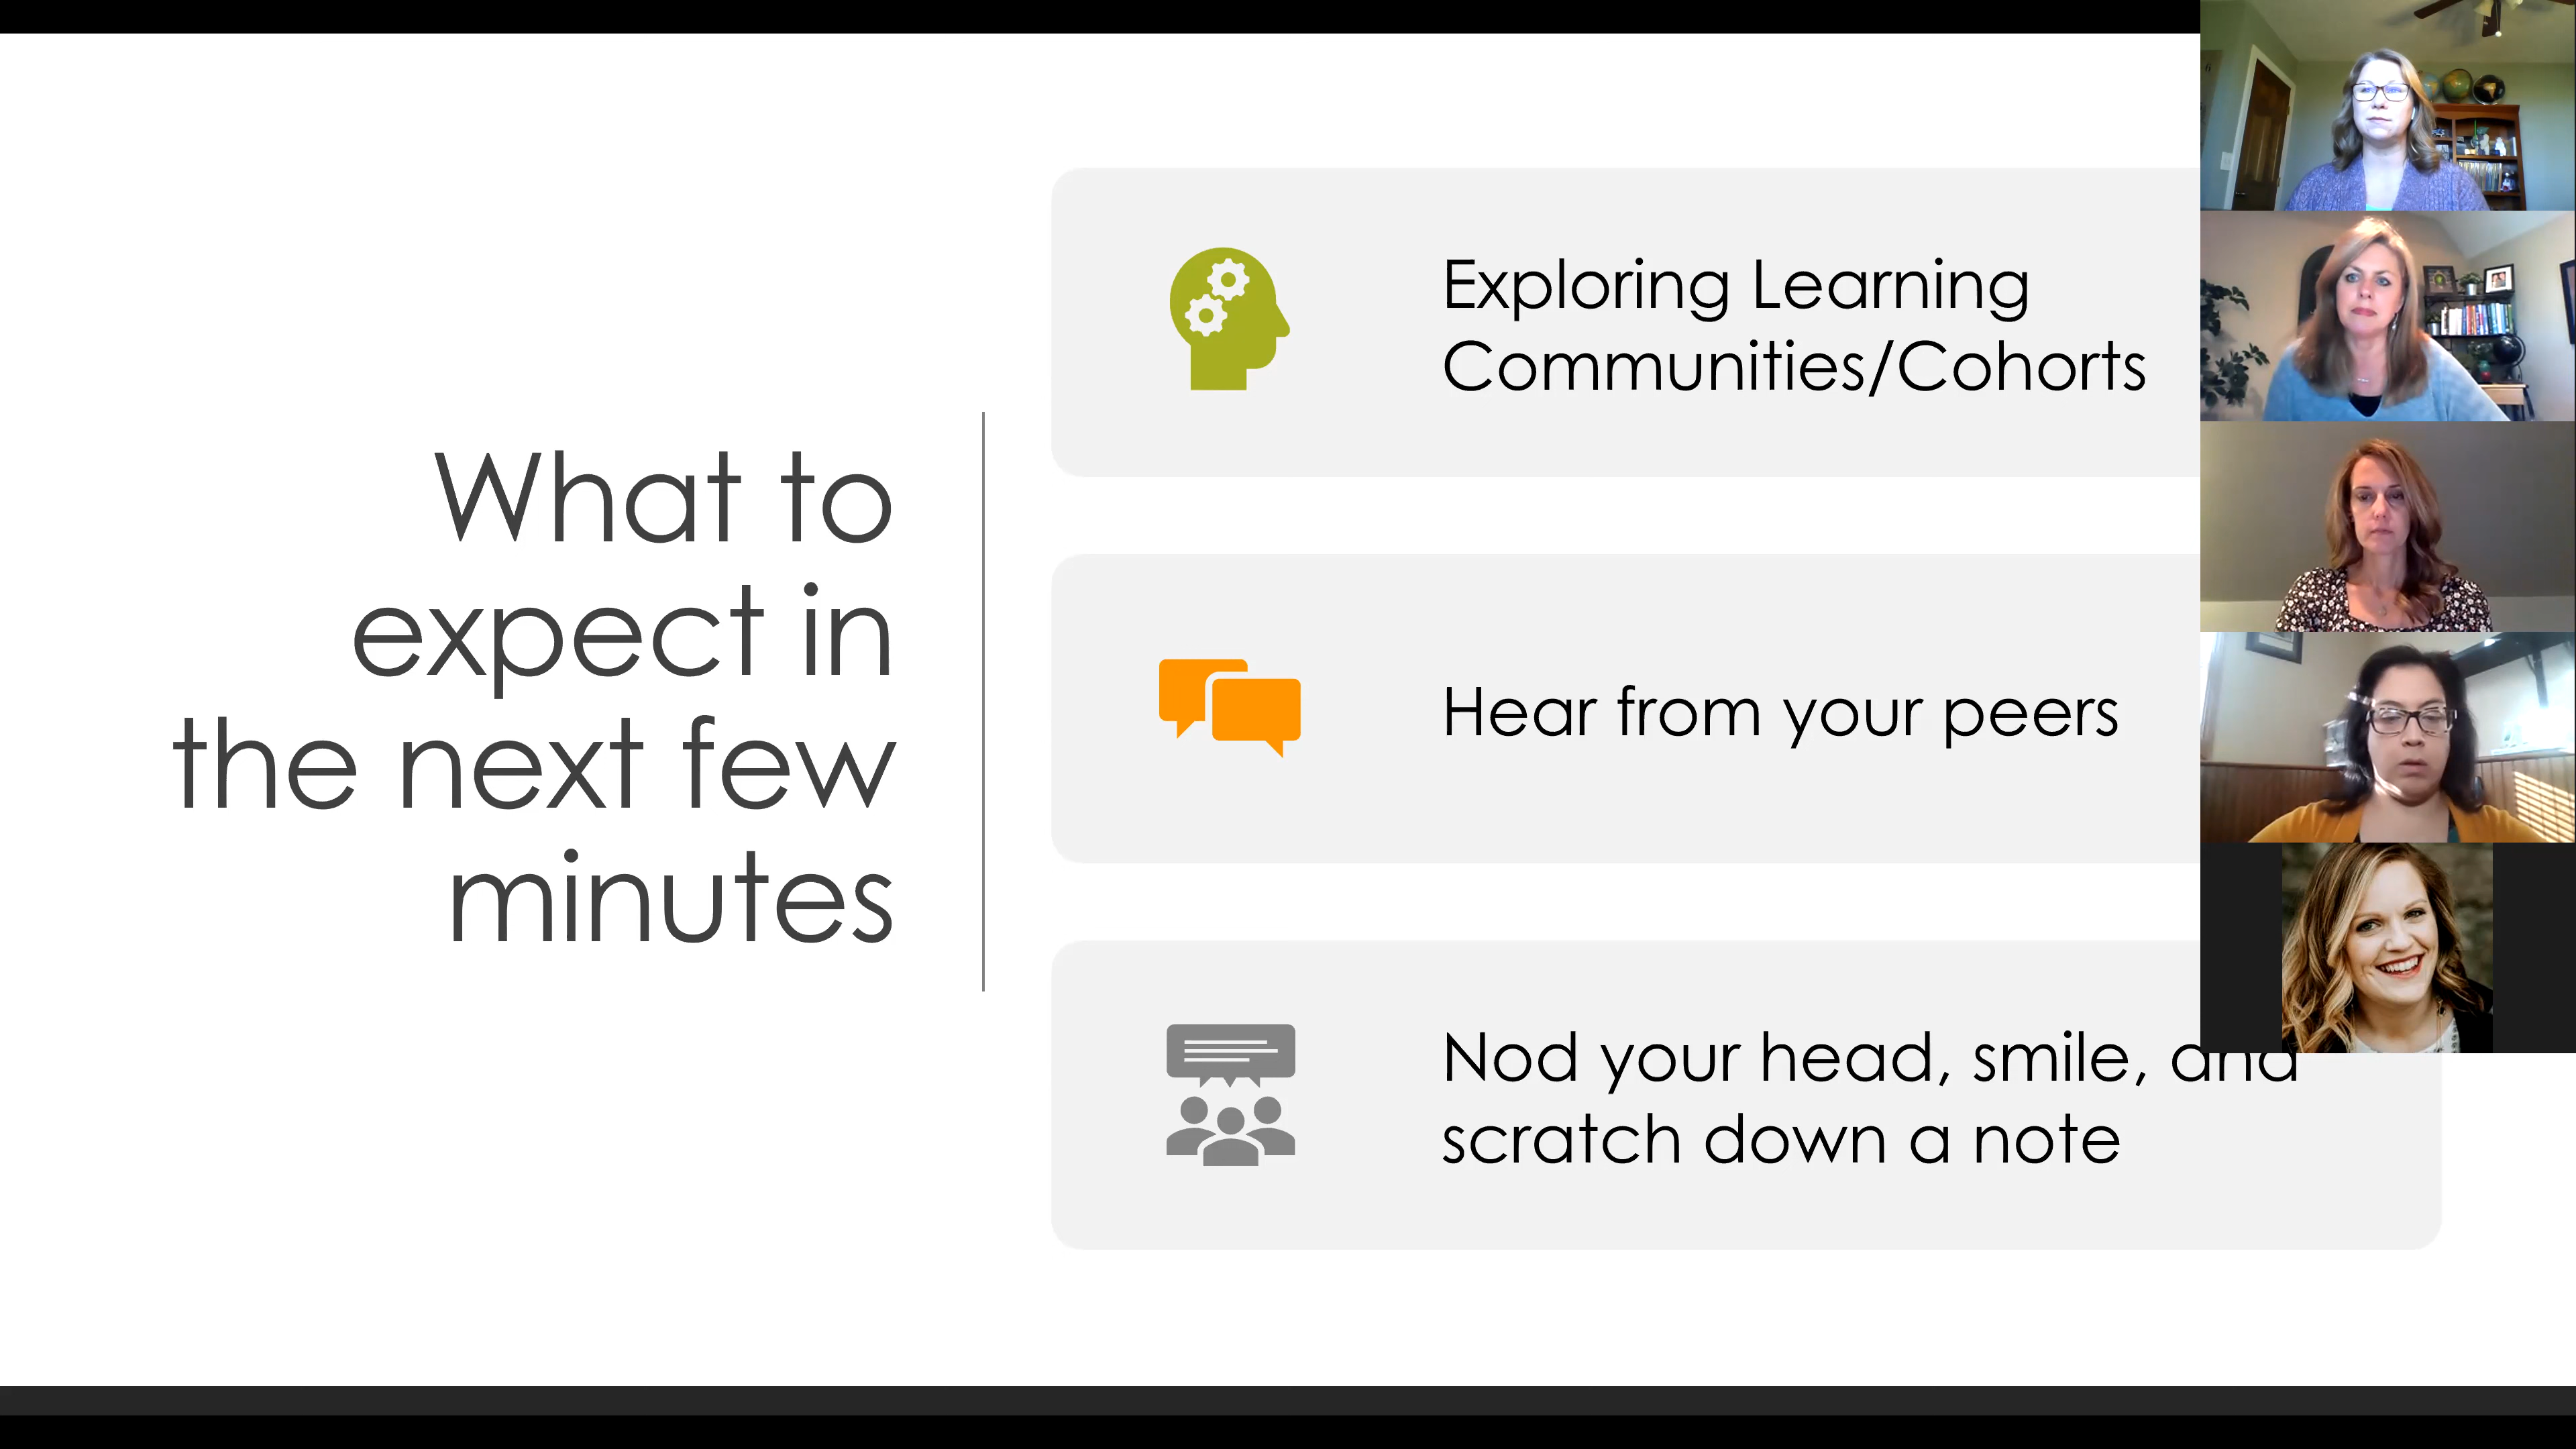 What to
expect in
the next few
minutes
Exploring Learning
Communities/Cohorts
Hear from your peers
Nod your head, smile, and
scratch down a note